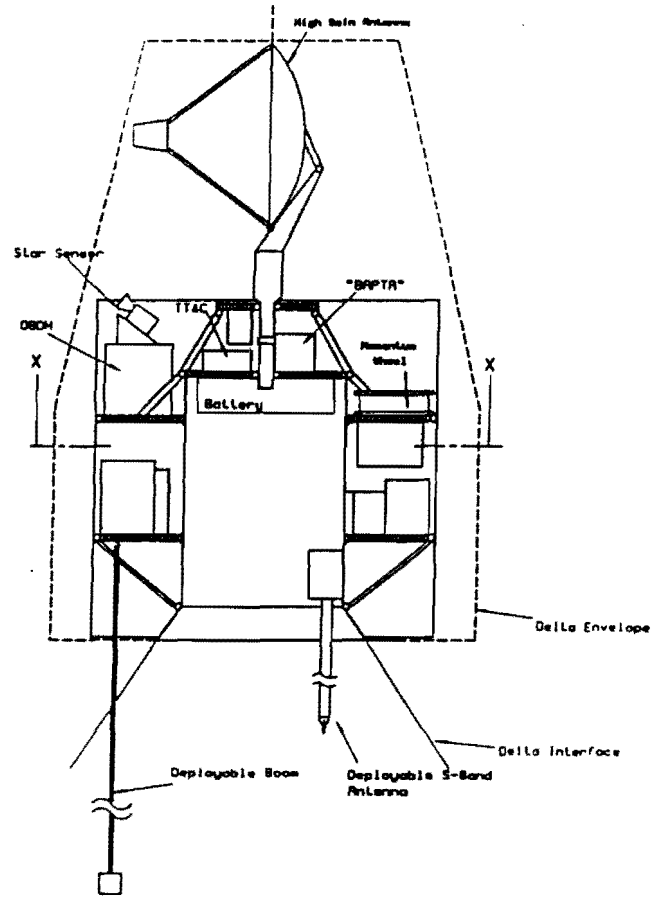 High Gain Antenna
Star Sensor
"BAPTA"
TT&C
OBDH
Momentum
Wheel
X
X
Battery
Delta Envelope
Delta Interface
Deployable Boom
Deployable S-Band
Antenna